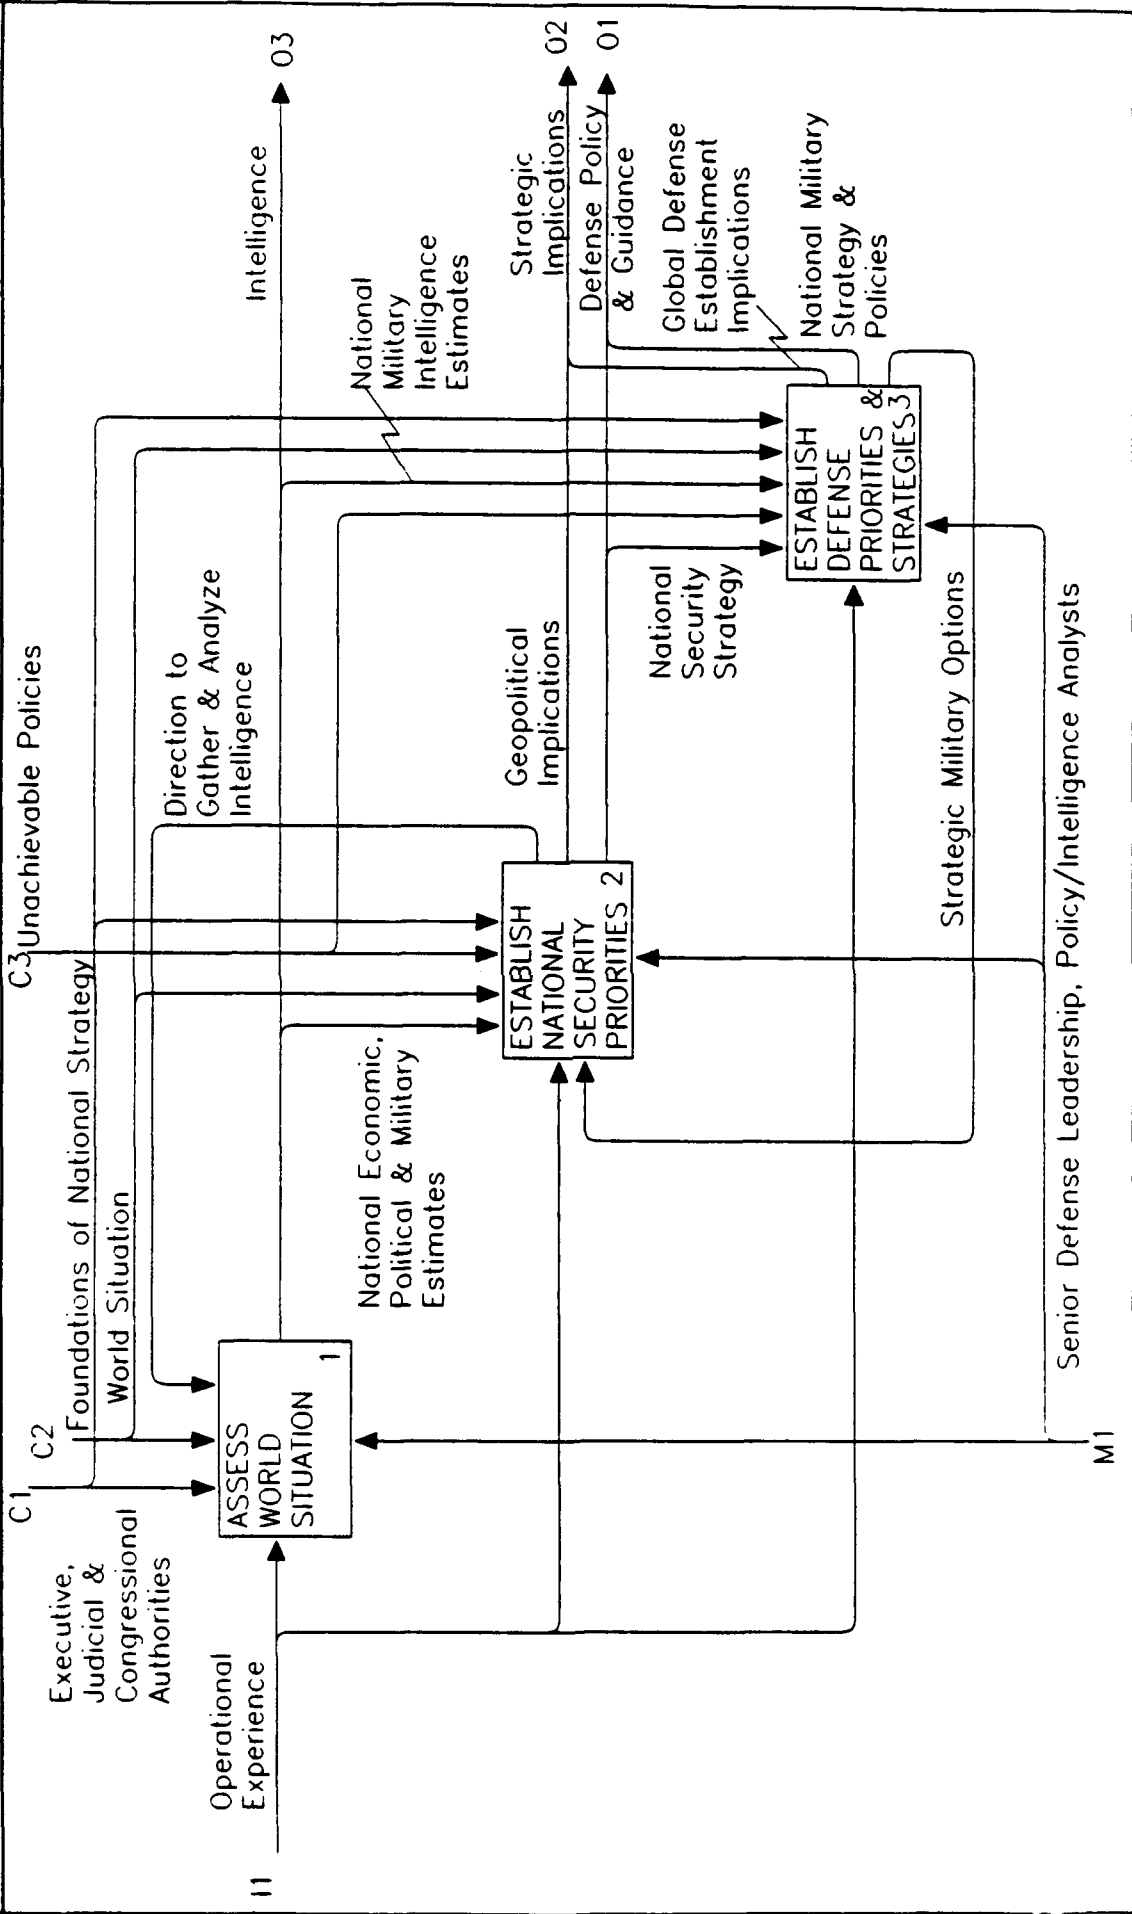 C1
C2
C3
Unachievable Policies
Foundations of National Strategy
World Situation
Executive,
Judicial &
Congressional
Authorities
Direction to
Gather & Analyze
Intelligence
Intelligence
O3
I1
Operational
Experience
ASSESS
WORLD
SITUATION
1
National Economic,
Political & Military
Estimates
National
Military
Intelligence
Estimates
ESTABLISH
NATIONAL
SECURITY
PRIORITIES 2
Geopolitical
Implications
Strategic
Implications
O2
Defense Policy
& Guidance
O1
National
Security
Strategy
Global Defense
Establishment
Implications
National Military
Strategy &
Policies
ESTABLISH
DEFENSE
PRIORITIES &
STRATEGIES 3
Strategic Military Options
Senior Defense Leadership, Policy/Intelligence Analysts
M1